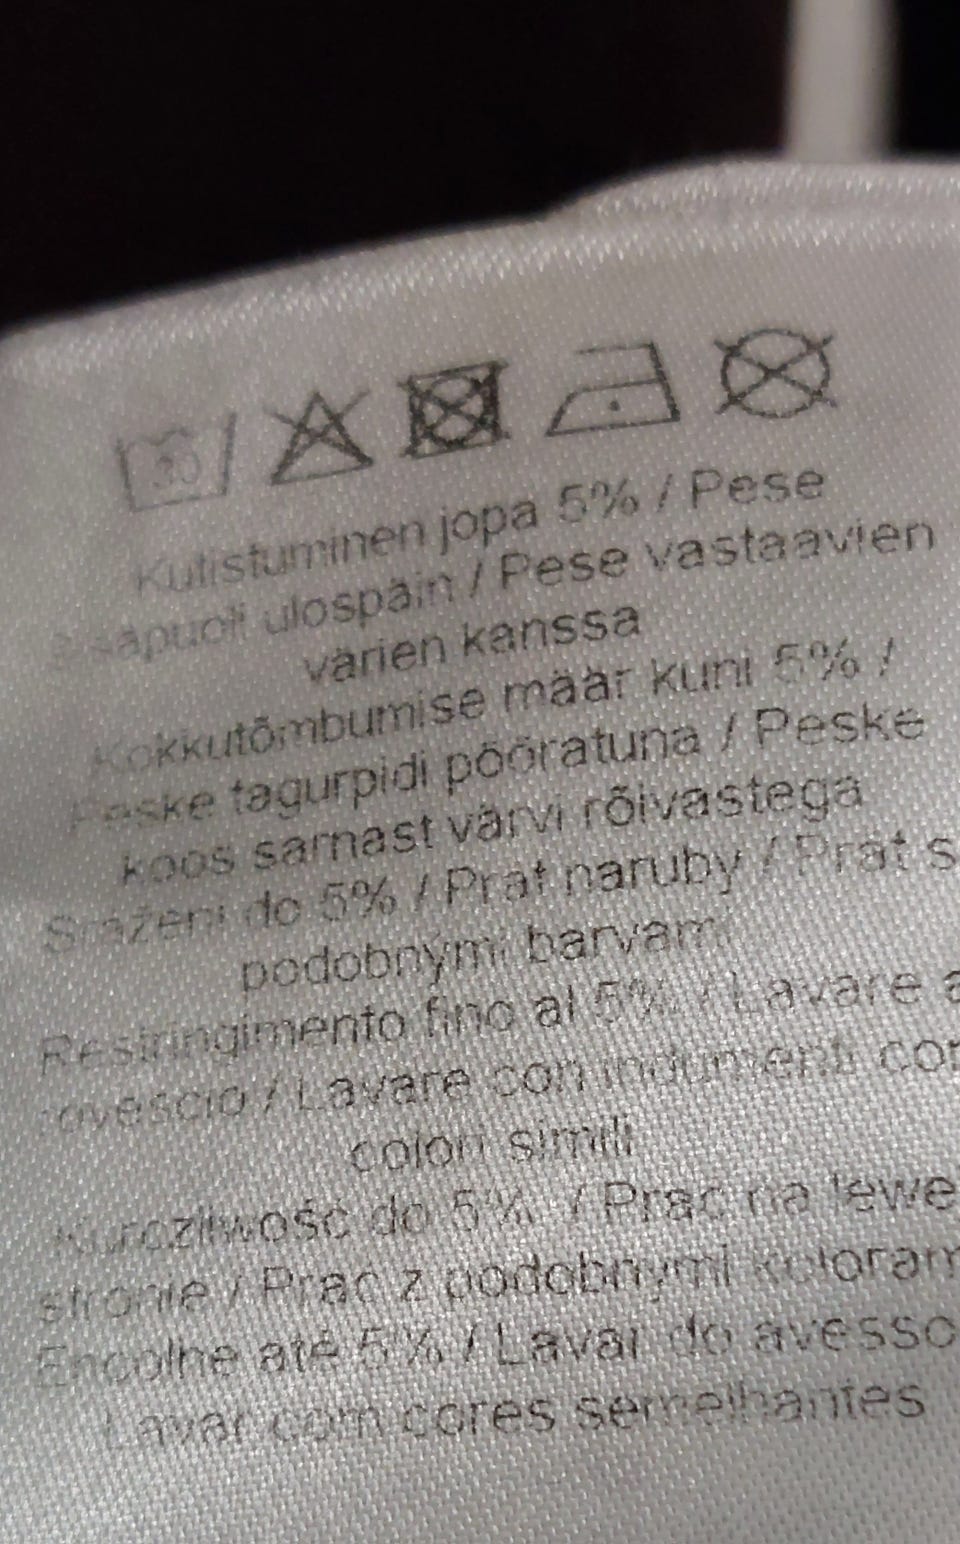 30
Kutistuminen jopa 5% / Pese
sisäpuoli ulospäin / Pese vastaavien
värien kanssa
Kokkutõmbumise määr kuni 5% /
Peske tagurpidi pööratuna / Peske
koos sarnast värvi rõivastega
Sražení do 5% / Prát naruby / Prát s
podobnými barvami
Restringimento fino al 5% / Lavare a
rovescio / Lavare con indumenti con
colori simili
Kurczliwość do 5% / Prać na lewej
stronie / Prać z podobnymi kolorami
Encolhe até 5% / Lavar do avesso
Lavar com cores semelhantes